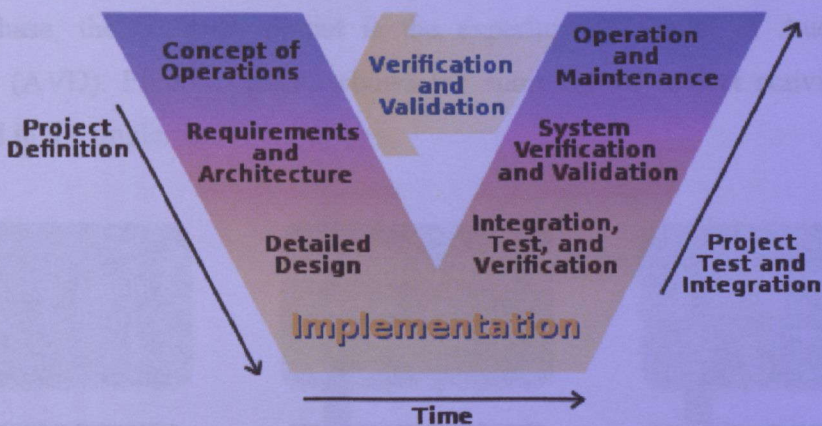 Concept of
Operations
Verification
and
Validation
Operation
and
Maintenance
Project
Definition
Requirements
and
Architecture
System
Verification
and Validation
Detailed
Design
Integration,
Test, and
Verification
Project
Test and
Integration
Implementation
Time
(AVD).